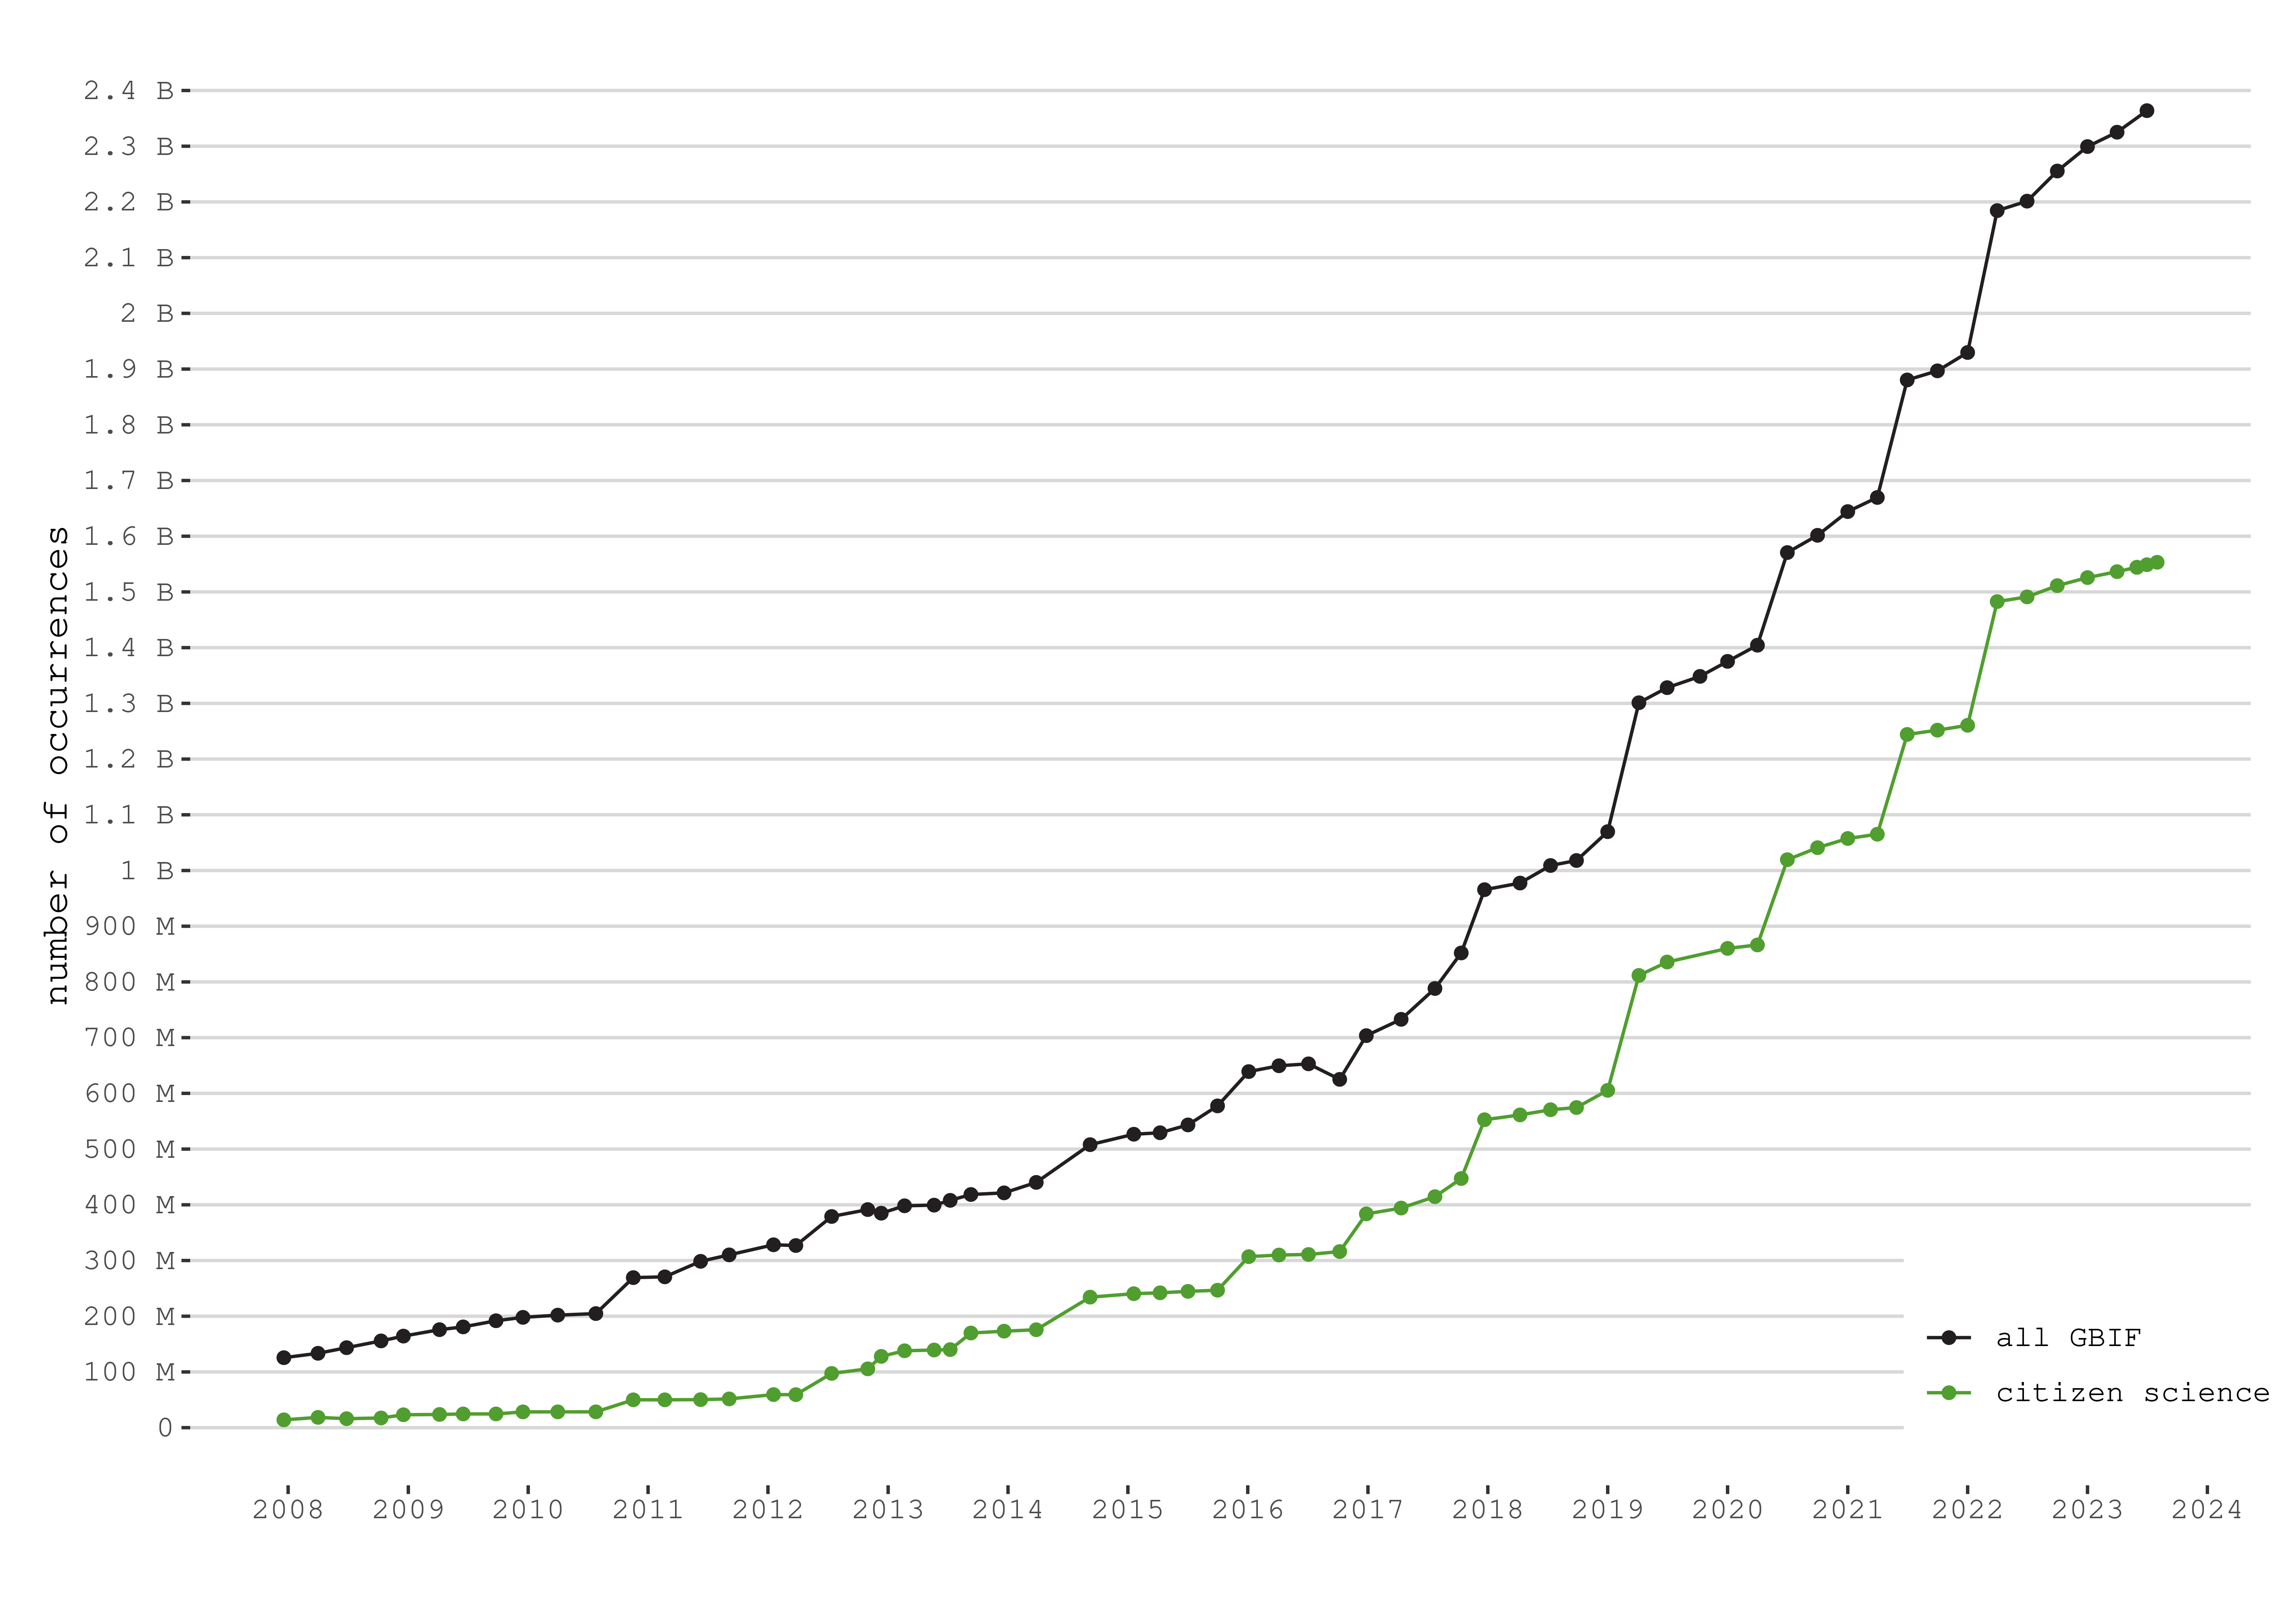 number of occurrences
2.4 B
2.3 B
2.2 B
2.1 B
2 B
1.9 B
1.8 B
1.7 B
1.6 B
1.5 B
1.4 B
1.3 B
1.2 B
1.1 B
1 B
900 M
800 M
700 M
600 M
500 M
400 M
300 M
200 M
100 M
0
all GBIF
citizen science
2008 2009 2010 2011 2012 2013 2014 2015 2016 2017 2018 2019 2020 2021 2022 2023 2024